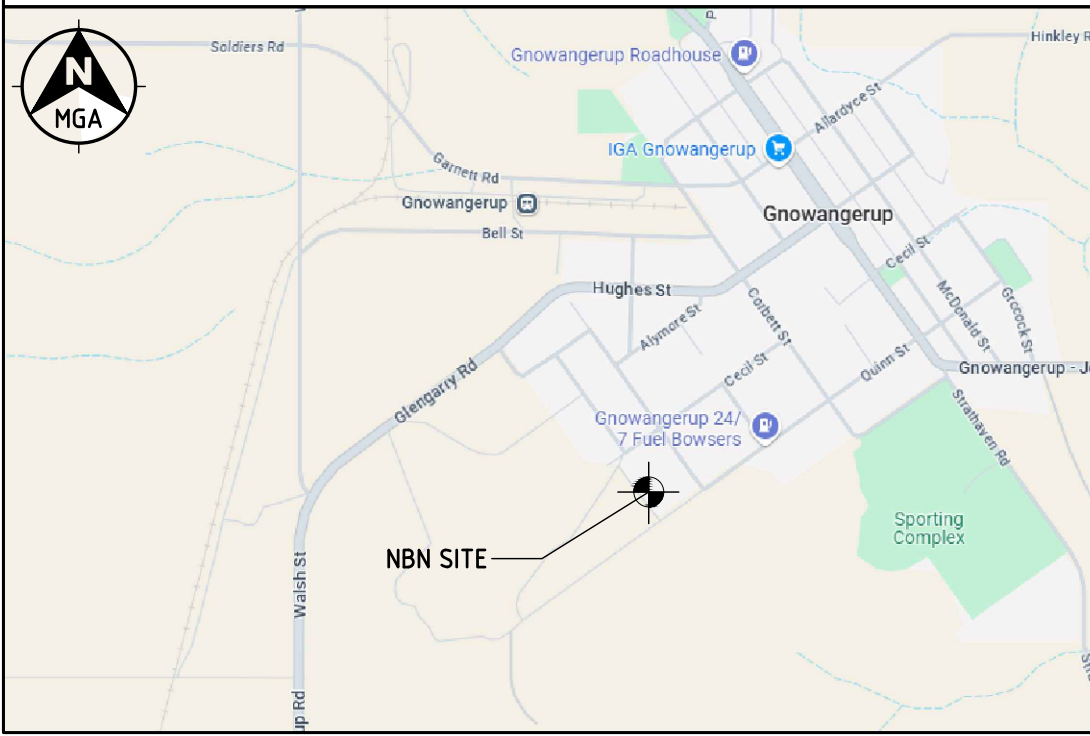 N
MGA
Soldiers Rd
Gnowangerup Roadhouse
P
Hinkley R
Allardyce St
IGA Gnowangerup
Garnett Rd
Gnowangerup
Gnowangerup
Bell St
Cecil St
Hughes St
Corbett St
McDonald St
Grocock St
Alymore St
Quinn St
Cecil St
Gnowangerup - Je
Glengarry Rd
Strathaven Rd
Gnowangerup 24/
7 Fuel Bowsers
Sporting
Complex
NBN SITE
Walsh St
up Rd